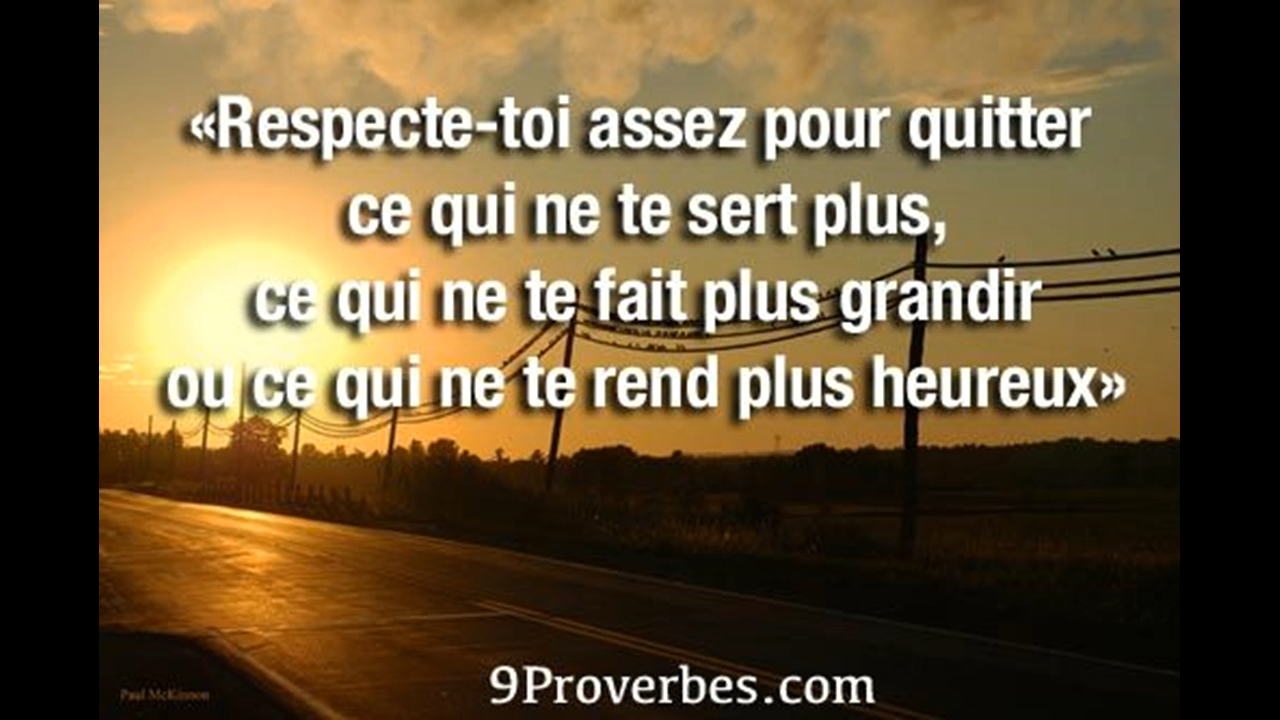 «Respecte-toi assez pour quitter
ce qui ne te sert plus,
ce qui ne te fait plus grandir
ou ce qui ne te rend plus heureux»
9Proverbes.com
Paul McKinnon